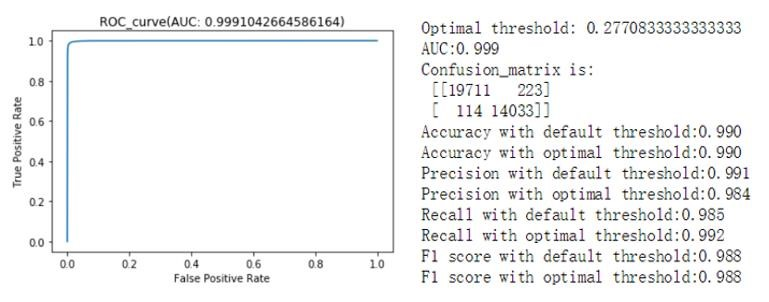 ROC_curve(AUC: 0.9991042664586164)
1.0
0.8
0.6
0.4
0.2
0.0
True Positive Rate
0.0 0.2 0.4 0.6 0.8 1.0
False Positive Rate
Optimal threshold: 0.2770833333333333
AUC:0.999
Confusion_matrix is:
[[19711 223]
[ 114 14033]]
Accuracy with default threshold:0.990
Accuracy with optimal threshold:0.990
Precision with default threshold:0.991
Precision with optimal threshold:0.984
Recall with default threshold:0.985
Recall with optimal threshold:0.992
F1 score with default threshold:0.988
F1 score with optimal threshold:0.988